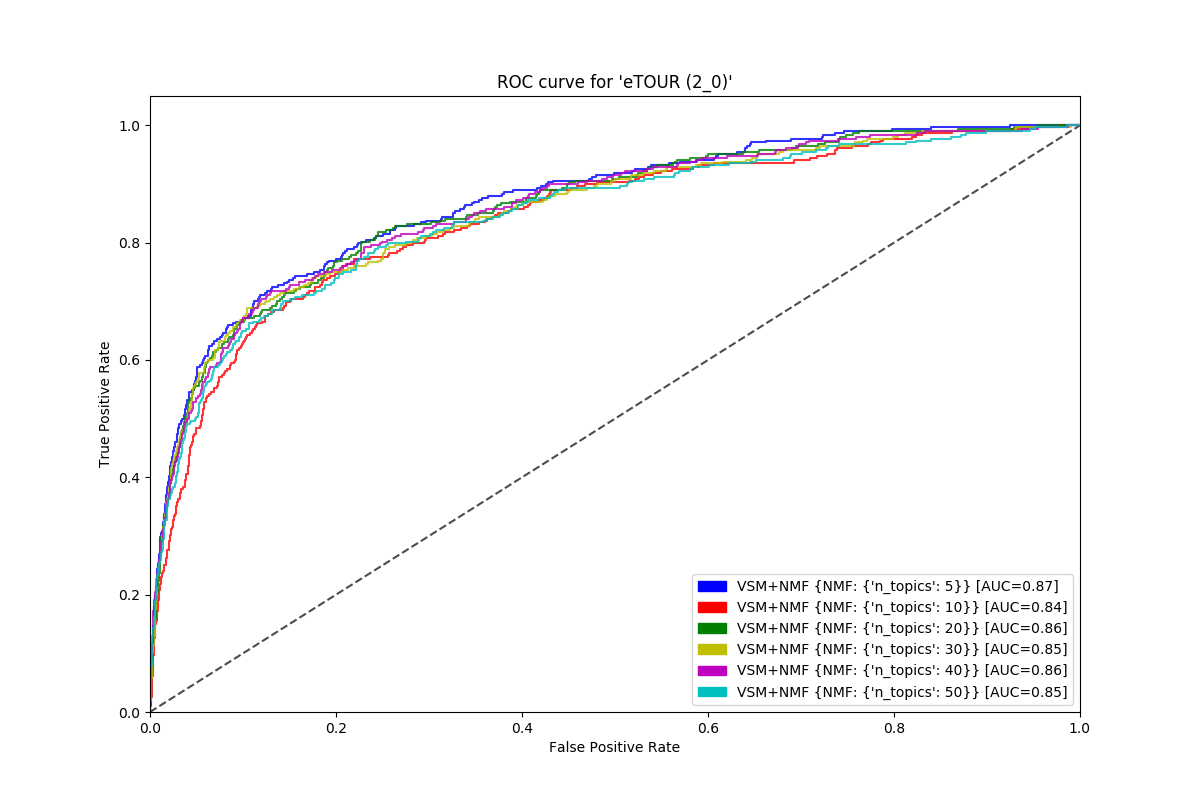 ROC curve for 'eTOUR (2_0)'
True Positive Rate
1.0
0.8
0.6
0.4
0.2
0.0
0.0 0.2 0.4 0.6 0.8 1.0
False Positive Rate
VSM+NMF {NMF: {'n_topics': 5}} [AUC=0.87]
VSM+NMF {NMF: {'n_topics': 10}} [AUC=0.84]
VSM+NMF {NMF: {'n_topics': 20}} [AUC=0.86]
VSM+NMF {NMF: {'n_topics': 30}} [AUC=0.85]
VSM+NMF {NMF: {'n_topics': 40}} [AUC=0.86]
VSM+NMF {NMF: {'n_topics': 50}} [AUC=0.85]